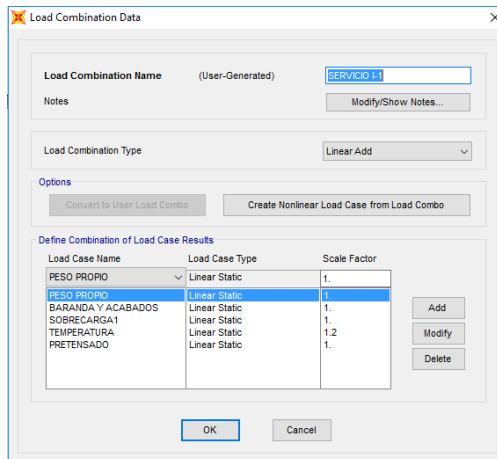 Load Combination Data
Load Combination Name (User-Generated) SERVICIO I-1
Notes Modify/Show Notes...
Load Combination Type Linear Add
Options
Convert to User Load Combo Create Nonlinear Load Case from Load Combo
Define Combination of Load Case Results
Load Case Name Load Case Type Scale Factor
PESO PROPIO Linear Static 1.
PESO PROPIO Linear Static 1.
BARANDA Y ACABADOS Linear Static 1.
SOBRECARGA1 Linear Static 1.
TEMPERATURA Linear Static 1.2
PRETENSADO Linear Static 1.
Add
Modify
Delete
OK Cancel